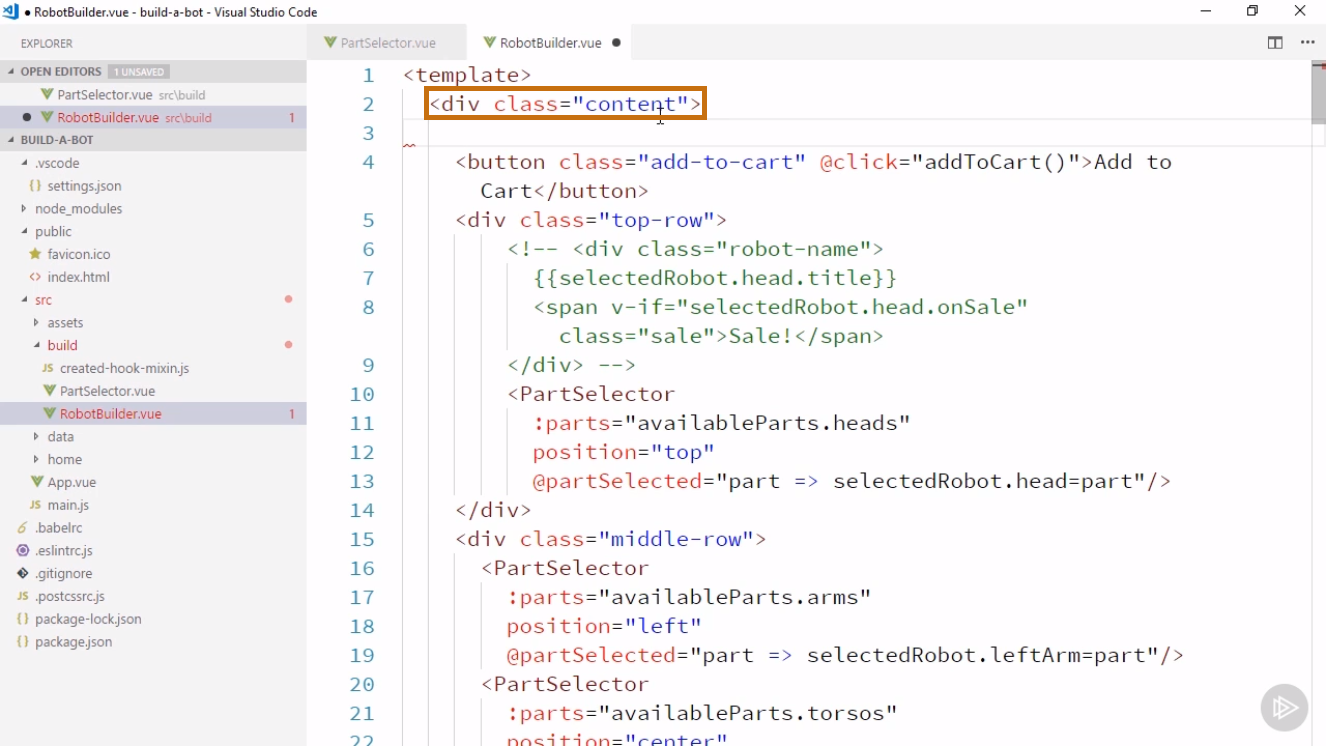 RobotBuilder.vue - build-a-bot - Visual Studio Code
EXPLORER
OPEN EDITORS 1 UNSAVED
PartSelector.vue src\build
RobotBuilder.vue src\build 1
BUILD-A-BOT
.vscode
{} settings.json
node_modules
public
favicon.ico
<> index.html
src
assets
build
JS created-hook-mixin.js
PartSelector.vue
RobotBuilder.vue 1
data
home
App.vue
JS main.js
.babelrc
.eslintrc.js
.gitignore
JS .postcssrc.js
{} package-lock.json
{} package.json
PartSelector.vue RobotBuilder.vue
1 <template>
2 <div class="content">
3
4 <button class="add-to-cart" @click="addToCart()">Add to
Cart</button>
5 <div class="top-row">
6 <!-- <div class="robot-name">
7 {{selectedRobot.head.title}}
8 <span v-if="selectedRobot.head.onSale"
class="sale">Sale!</span>
9 </div> -->
10 <PartSelector
11 :parts="availableParts.heads"
12 position="top"
13 @partSelected="part => selectedRobot.head=part"/>
14 </div>
15 <div class="middle-row">
16 <PartSelector
17 :parts="availableParts.arms"
18 position="left"
19 @partSelected="part => selectedRobot.leftArm=part"/>
20 <PartSelector
21 :parts="availableParts.torsos"
22 position="center"